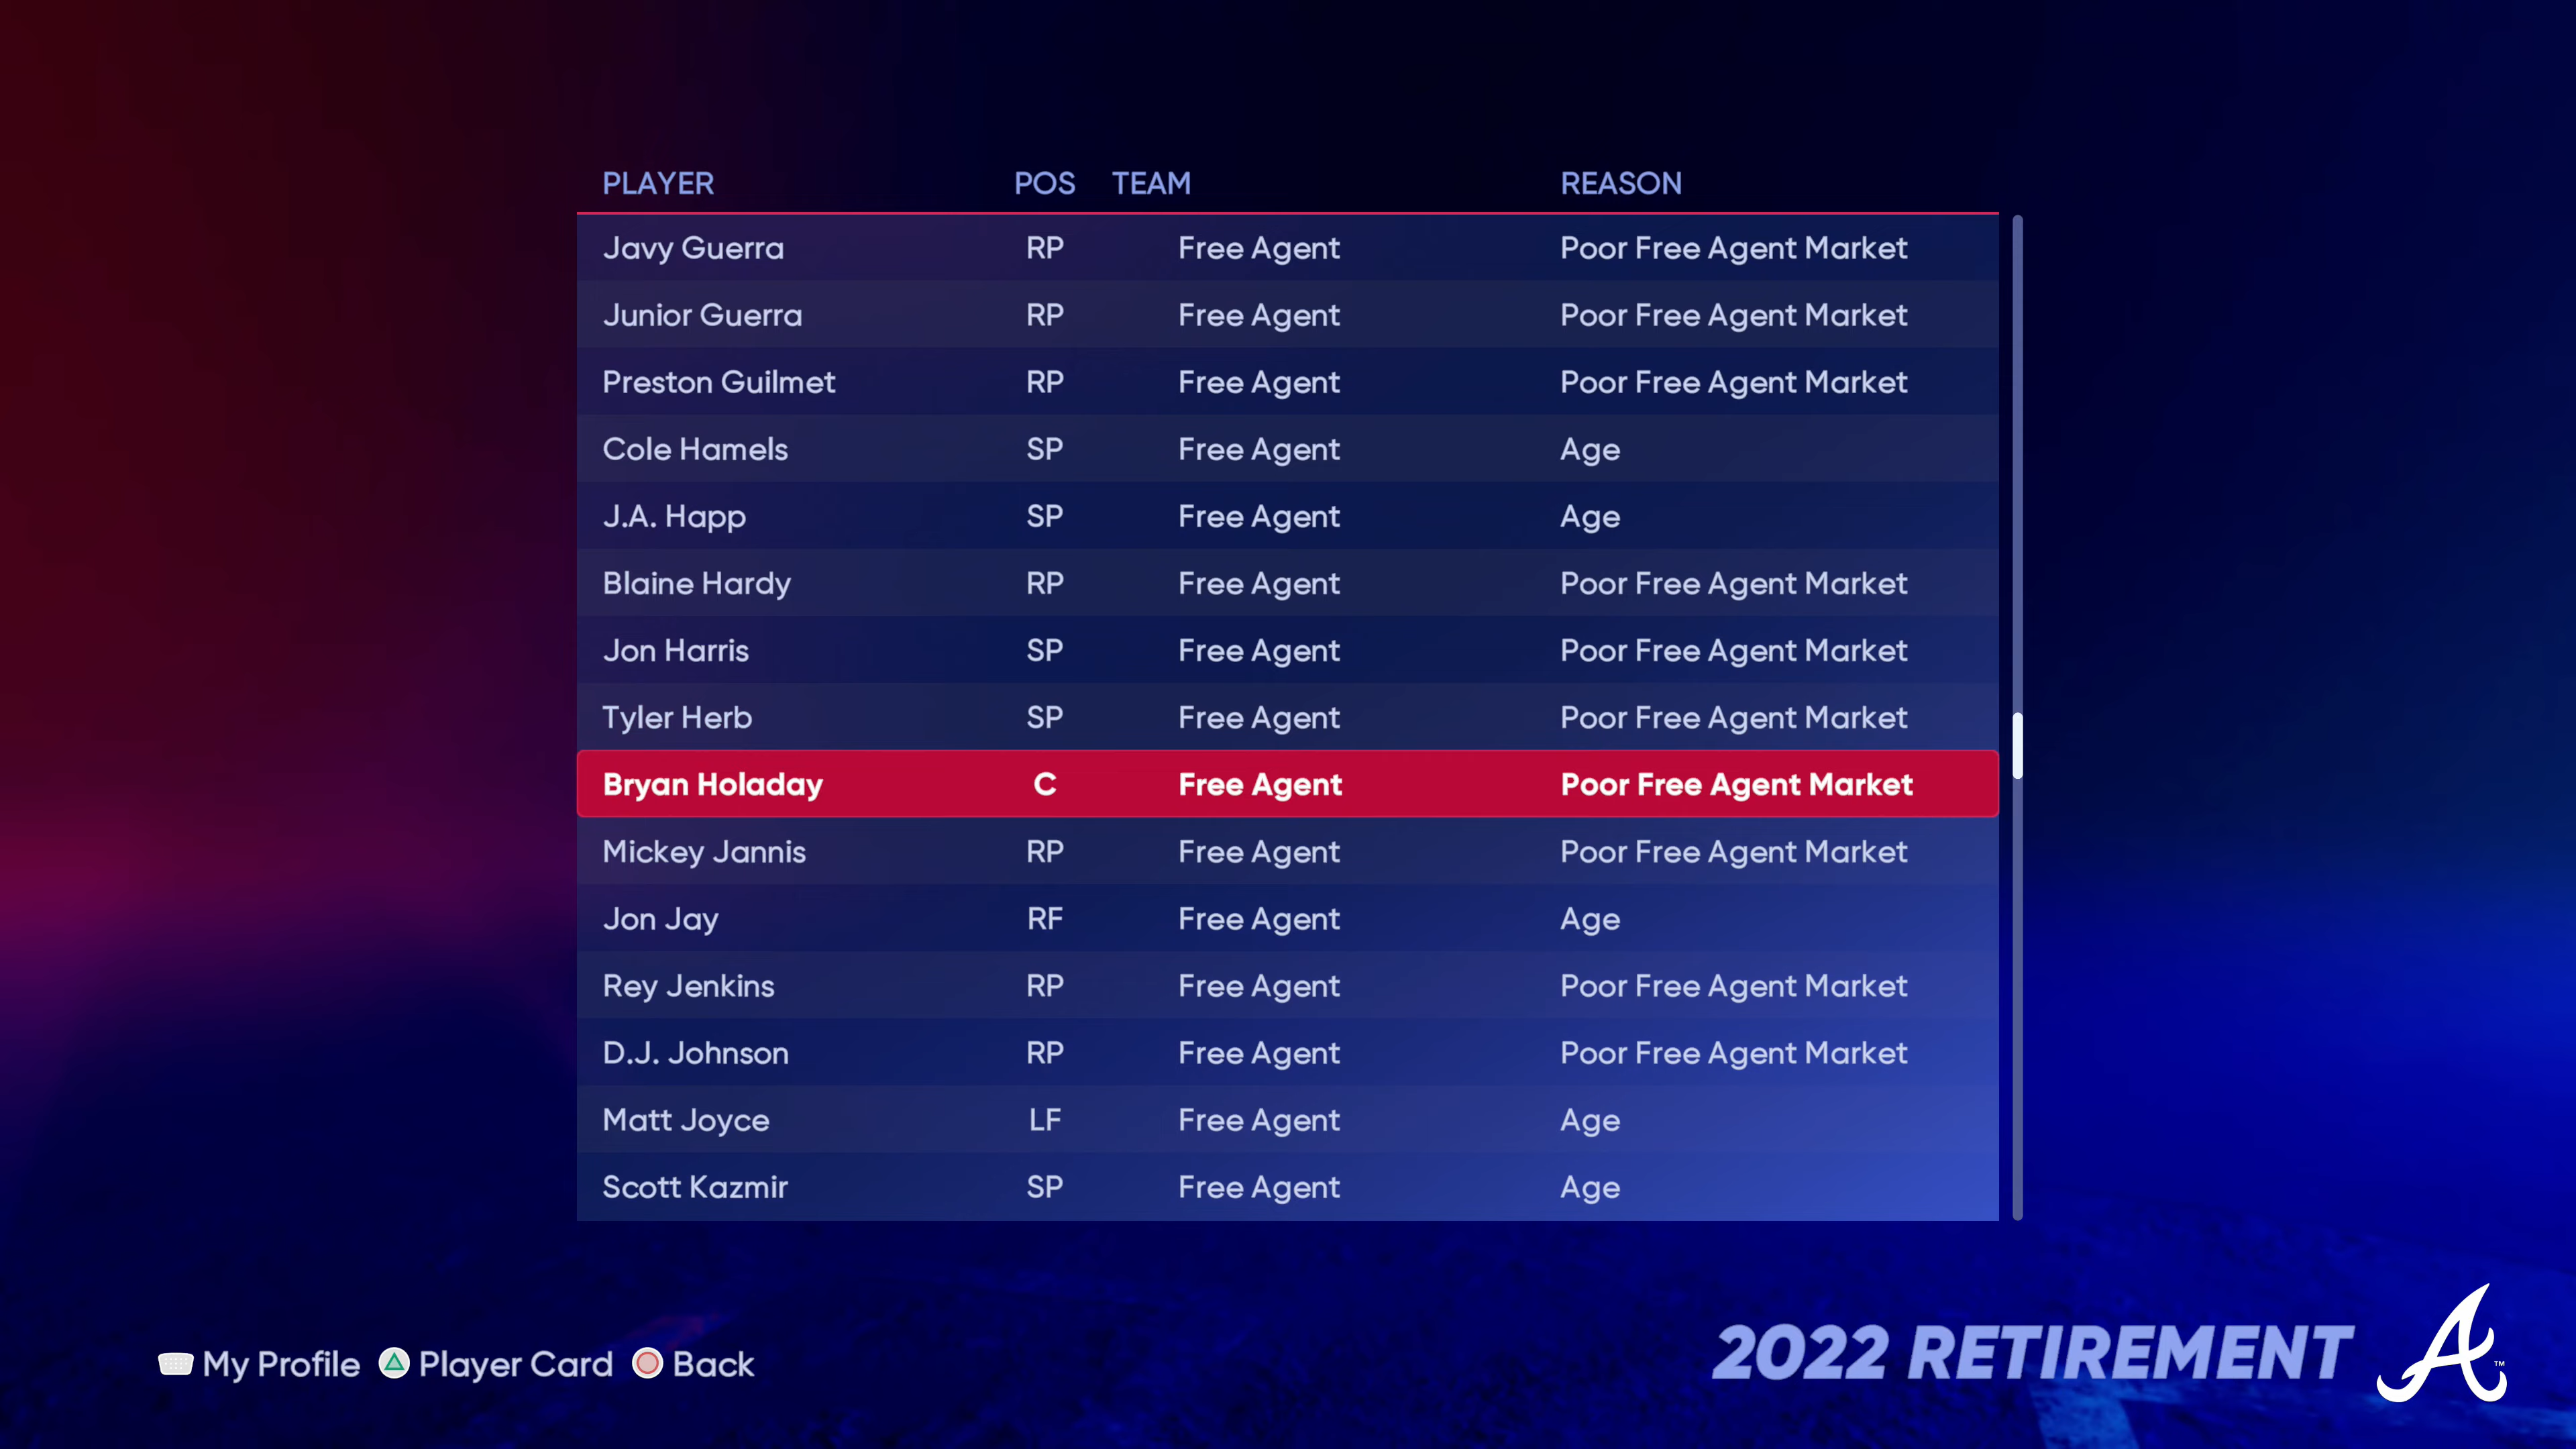 PLAYER POS TEAM REASON
Javy Guerra RP Free Agent Poor Free Agent Market
Junior Guerra RP Free Agent Poor Free Agent Market
Preston Guilmet RP Free Agent Poor Free Agent Market
Cole Hamels SP Free Agent Age
J.A. Happ SP Free Agent Age
Blaine Hardy RP Free Agent Poor Free Agent Market
Jon Harris SP Free Agent Poor Free Agent Market
Tyler Herb SP Free Agent Poor Free Agent Market
Bryan Holaday C Free Agent Poor Free Agent Market
Mickey Jannis RP Free Agent Poor Free Agent Market
Jon Jay RF Free Agent Age
Rey Jenkins RP Free Agent Poor Free Agent Market
D.J. Johnson RP Free Agent Poor Free Agent Market
Matt Joyce LF Free Agent Age
Scott Kazmir SP Free Agent Age
My Profile Player Card Back
2022 RETIREMENT A™